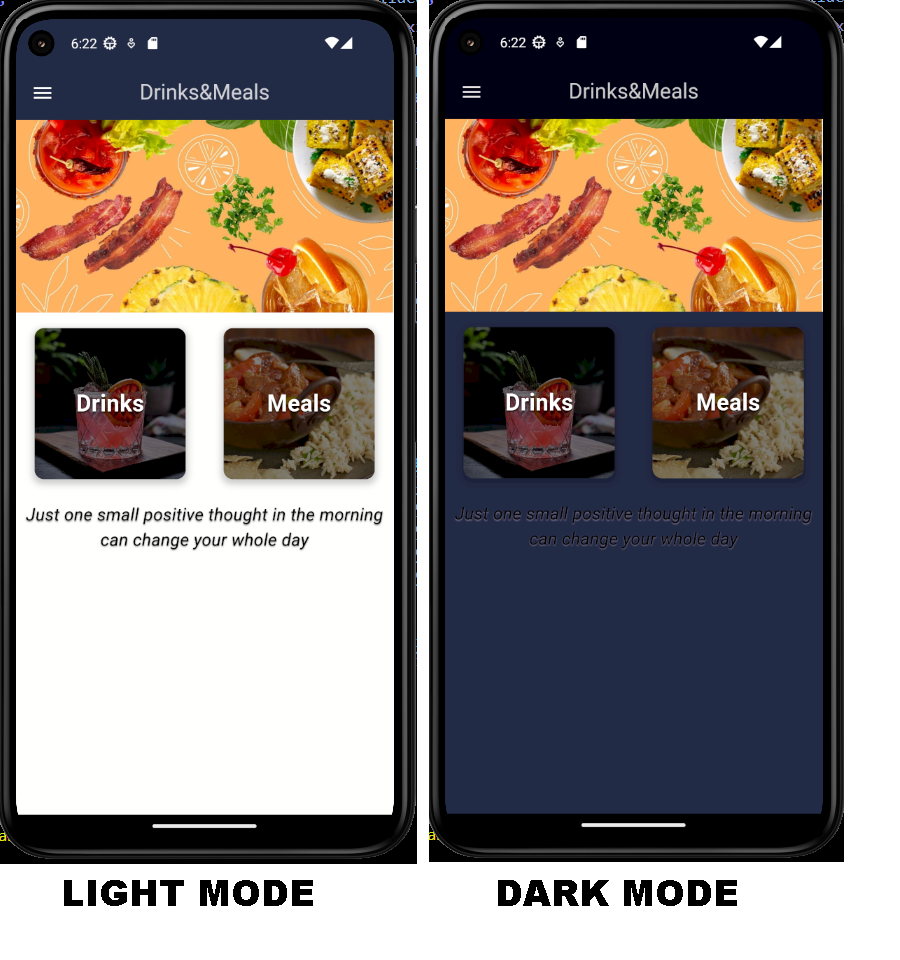 6:22
Drinks&Meals
Drinks
Meals
Just one small positive thought in the morning
can change your whole day
LIGHT MODE
6:22
Drinks&Meals
Drinks
Meals
Just one small positive thought in the morning
can change your whole day
DARK MODE